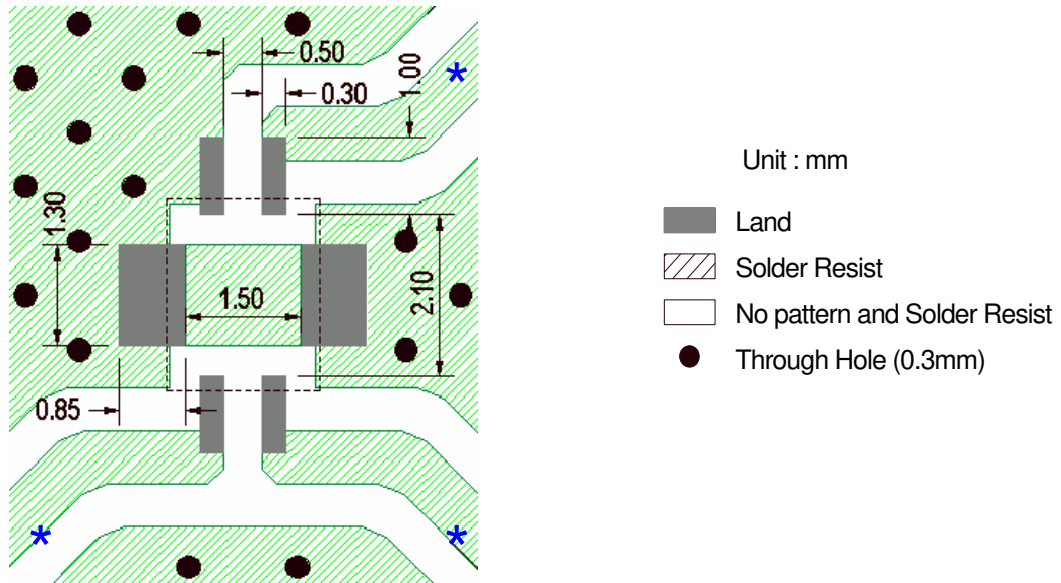 0.50
0.30
1.00
1.30
1.50
2.10
0.85
*
*
*
Unit : mm
Land
Solder Resist
No pattern and Solder Resist
Through Hole (0.3mm)